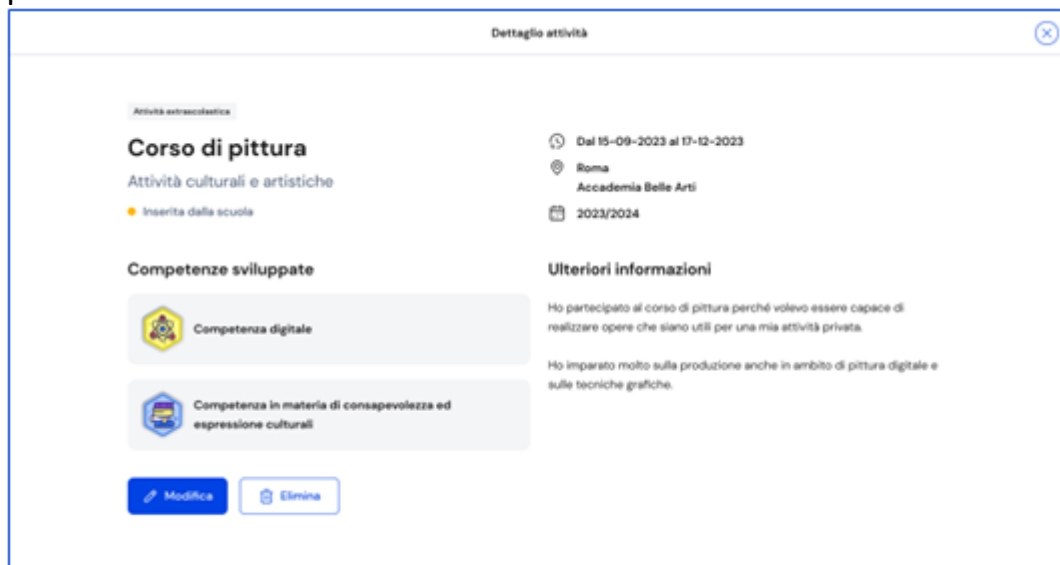 Dettaglio attività
Attività extrascolastica
Corso di pittura
Attività culturali e artistiche
Inserita dalla scuola
Dal 15-09-2023 al 17-12-2023
Roma
Accademia Belle Arti
2023/2024
Competenze sviluppate
Competenza digitale
Competenza in materia di consapevolezza ed
espressione culturali
Ulteriori informazioni
Ho partecipato al corso di pittura perché volevo essere capace di
realizzare opere che siano utili per una mia attività privata.
Ho imparato molto sulla produzione anche in ambito di pittura digitale e
sulle tecniche grafiche.
Modifica
Elimina